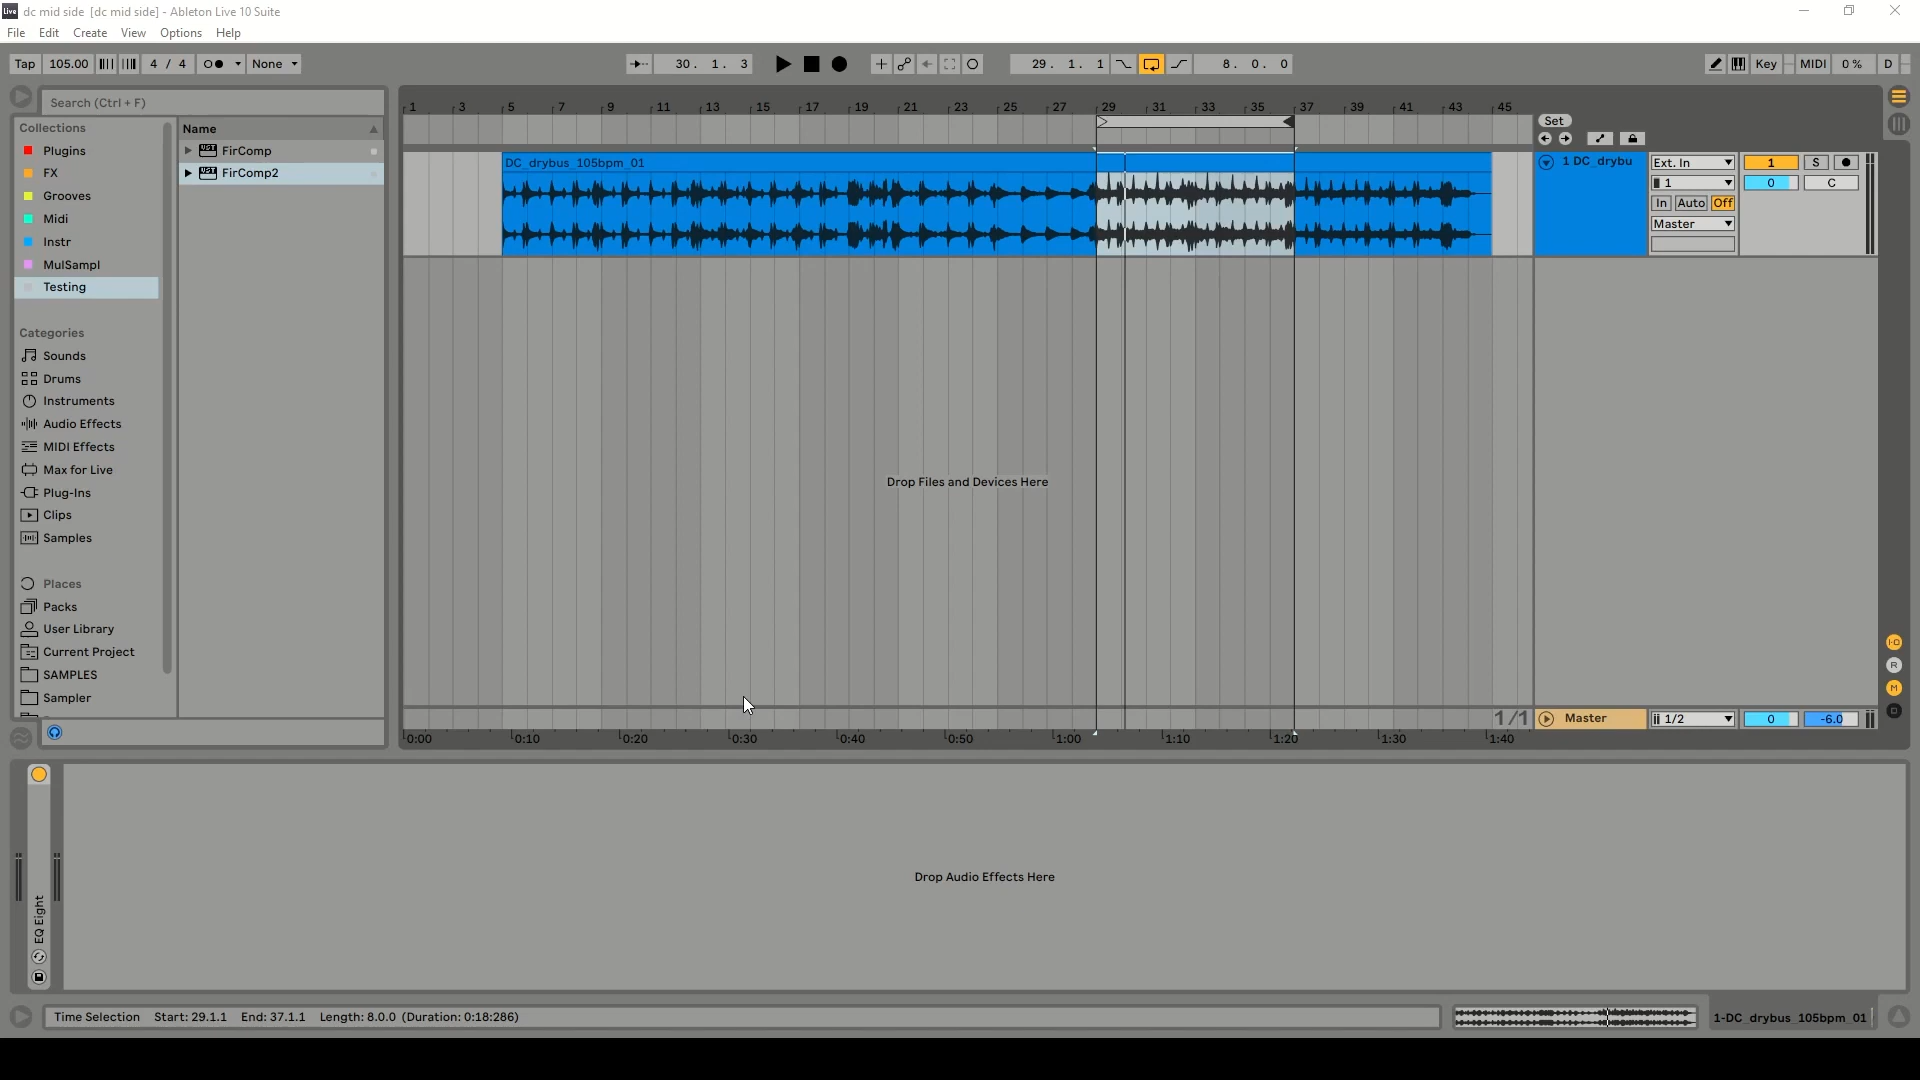 dc mid side  [dc mid side] - Ableton Live 10 Suite
File Edit Create View Options Help
Tap 105.00 4 / 4 None 30. 1. 3 29. 1. 1 8. 0. 0 Key MIDI 0 % D
Search (Ctrl + F)
1 3 5 7 9 11 13 15 17 19 21 23 25 27 29 31 33 35 37 39 41 43 45
Set
Collections
Plugins
FX
Grooves
Midi
Instr
MulSampl
Testing
Name
FirComp
FirComp2
DC_drybus_105bpm_01
1 DC_drybu
Ext. In
1
In Auto Off
Master
1 S
0 C
Categories
Sounds
Drums
Instruments
Audio Effects
MIDI Effects
Max for Live
Plug-Ins
Clips
Samples
Drop Files and Devices Here
Places
Packs
User Library
Current Project
SAMPLES
Sampler
I·O
R
M
D
1/1
Master 1/2 0 -6.0
0:00 0:10 0:20 0:30 0:40 0:50 1:00 1:10 1:20 1:30 1:40
EQ Eight
Drop Audio Effects Here
Time Selection Start: 29.1.1 End: 37.1.1 Length: 8.0.0 (Duration: 0:18:286)
1-DC_drybus_105bpm_01